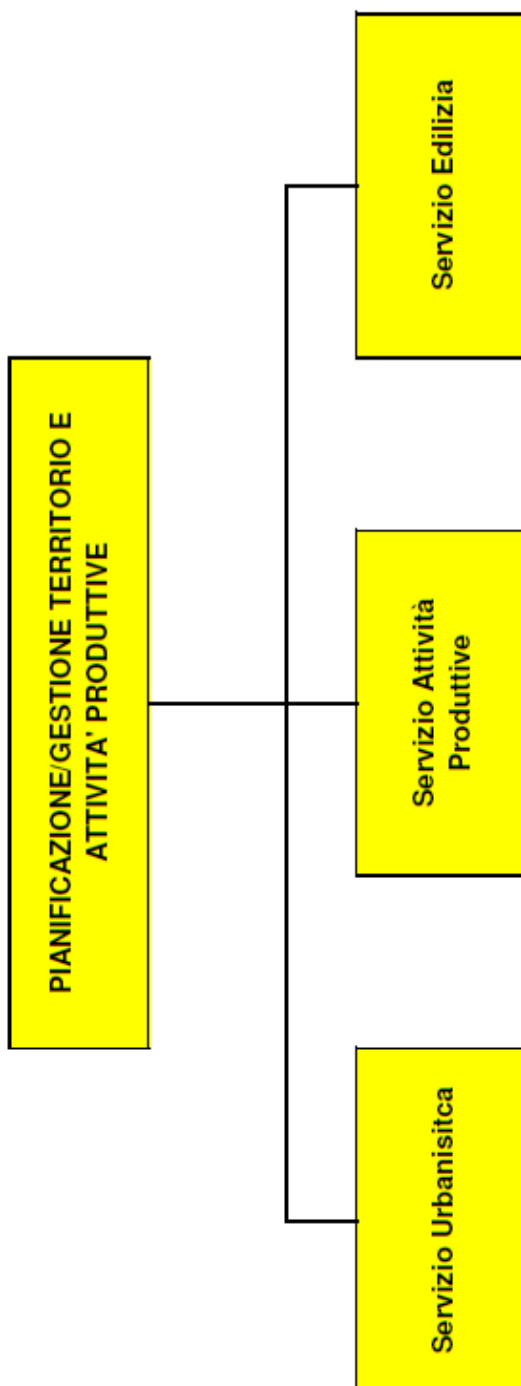 PIANIFICAZIONE/GESTIONE TERRITORIO E
ATTIVITA' PRODUTTIVE
Servizio Urbanisitca
Servizio Attività
Produttive
Servizio Edilizia